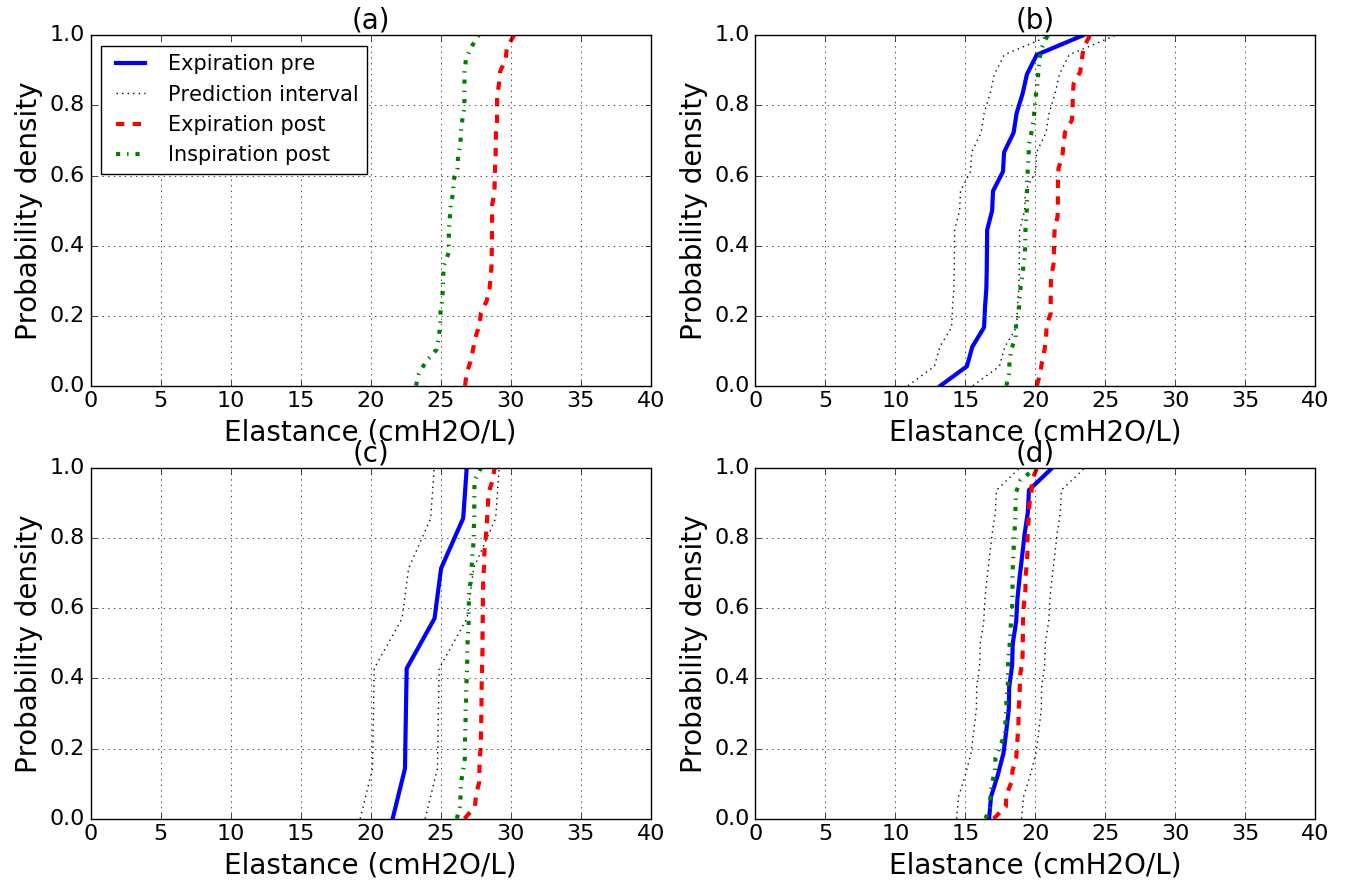 (a)
1.0
0.8
0.6
0.4
0.2
0.0
Probability density
Expiration pre
Prediction interval
Expiration post
Inspiration post
0 5 10 15 20 25 30 35 40
Elastance (cmH2O/L)
(b)
1.0
0.8
0.6
0.4
0.2
0.0
Probability density
0 5 10 15 20 25 30 35 40
Elastance (cmH2O/L)
(c)
1.0
0.8
0.6
0.4
0.2
0.0
Probability density
0 5 10 15 20 25 30 35 40
Elastance (cmH2O/L)
(d)
1.0
0.8
0.6
0.4
0.2
0.0
Probability density
0 5 10 15 20 25 30 35 40
Elastance (cmH2O/L)